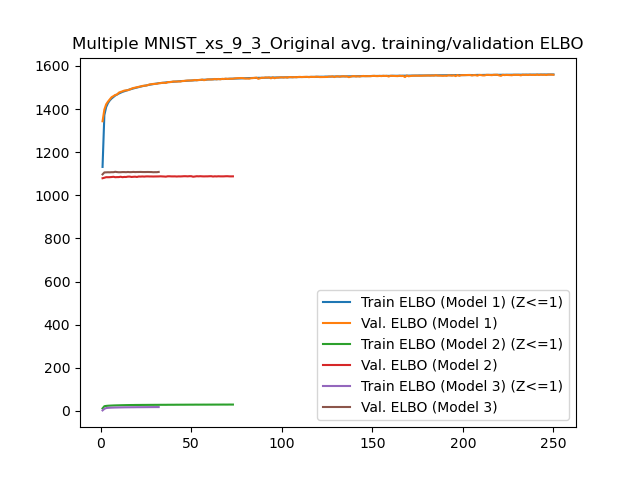 Multiple MNIST_xs_9_3_Original avg. training/validation ELBO
1600
1400
1200
1000
800
600
400
200
0
Train ELBO (Model 1) (Z<=1)
Val. ELBO (Model 1)
Train ELBO (Model 2) (Z<=1)
Val. ELBO (Model 2)
Train ELBO (Model 3) (Z<=1)
Val. ELBO (Model 3)
0 50 100 150 200 250